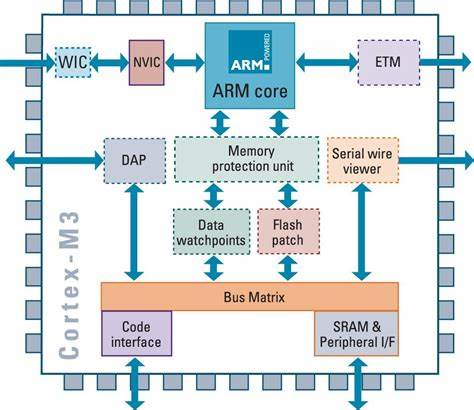 WIC
NVIC
ARM POWERED
ARM core
ETM
DAP
Memory
protection unit
Serial wire
viewer
Data
watchpoints
Flash
patch
Cortex-M3
Bus Matrix
Code
interface
SRAM &
Peripheral I/F